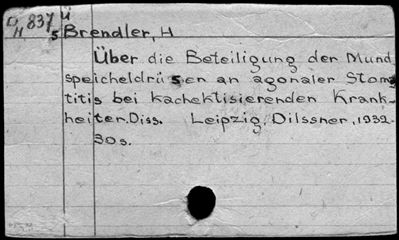 D 837 ü
H 5 Brendler, H
Über die Beteiligung der Mund
speicheldrüsen an agonaler Stoma
titis bei kachektisierenden Krank-
heiten. Diss. Leipzig: Dilssner, 1932.
30s.